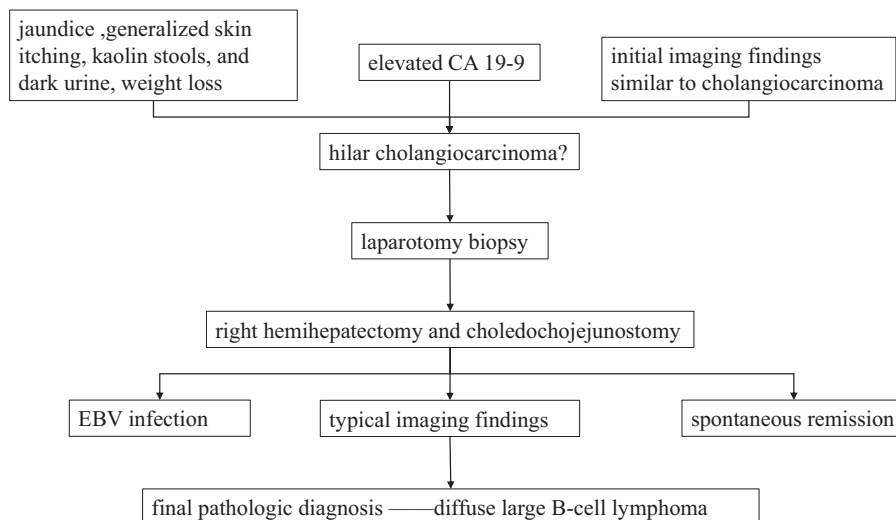 jaundice ,generalized skin
itching, kaolin stools, and
dark urine, weight loss
elevated CA 19-9
initial imaging findings
similar to cholangiocarcinoma
hilar cholangiocarcinoma?
laparotomy biopsy
right hemihepatectomy and choledochojejunostomy
EBV infection
typical imaging findings
spontaneous remission
final pathologic diagnosis ——diffuse large B-cell lymphoma